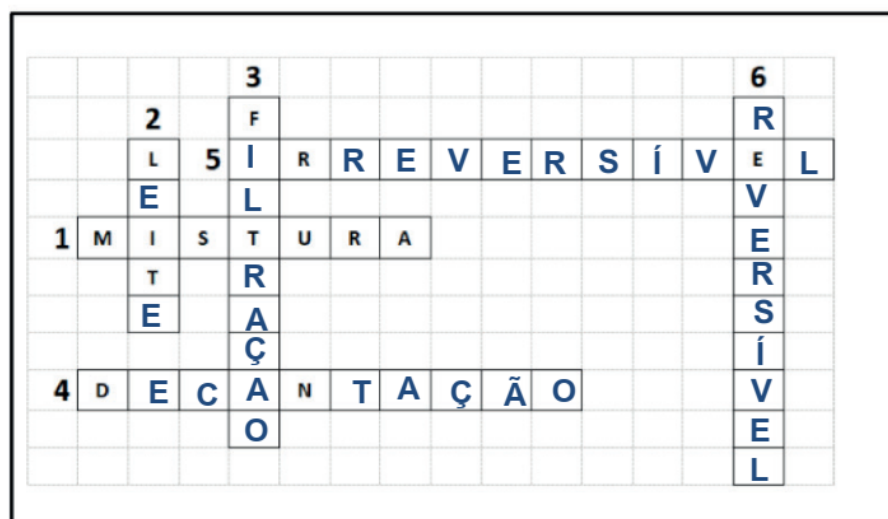 3 6
2 F R
L 5 I R R E V E R S Í V E L
E L V
1 M I S T U R A E
T R R
E A S
Ç Í
4 D E C A N T A Ç Ã O V
O E
L